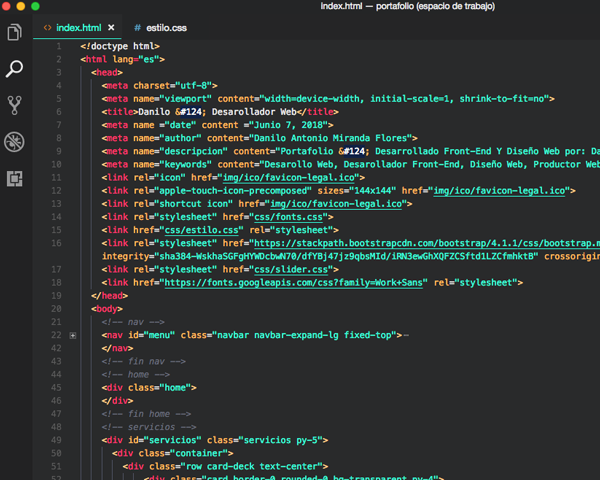 index.html — portafolio (espacio de trabajo)
<> index.html × # estilo.css
1 <!doctype html>
2 <html lang="es">
3 <head>
4 <meta charset="utf-8">
5 <meta name="viewport" content="width=device-width, initial-scale=1, shrink-to-fit=no">
6 <title>Danilo &#124; Desarollador Web</title>
7 <meta name ="date" content ="Junio 7, 2018">
8 <meta name="author" content="Danilo Antonio Miranda Flores">
9 <meta name="descripcion" content="Portafolio &#124; Desarrollado Front-End Y Diseño Web por: Da
10 <meta name="keywords" content="Desarollo Web, Desarollador Front-End, Diseño Web, Productor Web
11 <link rel="icon" href="img/ico/favicon-legal.ico">
12 <link rel="apple-touch-icon-precomposed" sizes="144x144" href="img/ico/favicon-legal.ico">
13 <link rel="shortcut icon" href="img/ico/favicon-legal.ico">
14 <link rel="stylesheet" href="css/fonts.css">
15 <link href="css/estilo.css" rel="stylesheet">
16 <link rel="stylesheet" href="https://stackpath.bootstrapcdn.com/bootstrap/4.1.1/css/bootstrap.m
integrity="sha384-WskhaSGFgHYWDcbwN70/dfYBj47jz9qbsMId/iRN3ewGhXQFZCSftd1LZCfmhktB" crossorigin
17 <link rel="stylesheet" href="css/slider.css">
18 <link href="https://fonts.googleapis.com/css?family=Work+Sans" rel="stylesheet">
19 </head>
20 <body>
21 <!-- nav -->
22 <nav id="menu" class="navbar navbar-expand-lg fixed-top">
42 </nav>
43 <!-- fin nav -->
44 <!-- home -->
45 <div class="home">
46 </div>
47 <!-- fin home -->
48 <!-- servicios -->
49 <div id="servicios" class="servicios py-5">
50 <div class="container">
51 <div class="row card-deck text-center">
52 <div class="card border-0 rounded-0 bg-transparent py-4">